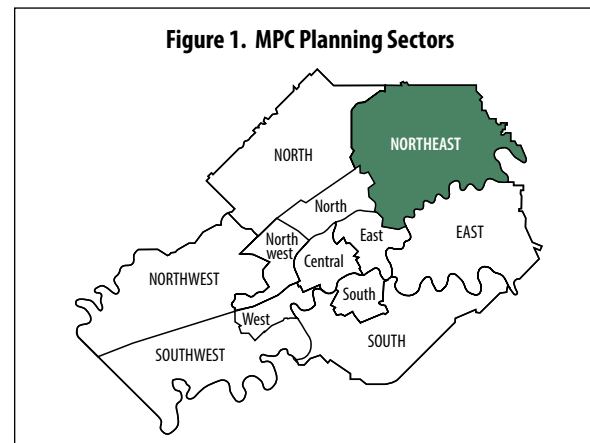 Figure 1. MPC Planning Sectors
NORTHEAST
NORTH
North
North
west
East
EAST
Central
NORTHWEST
South
West
SOUTH
SOUTHWEST